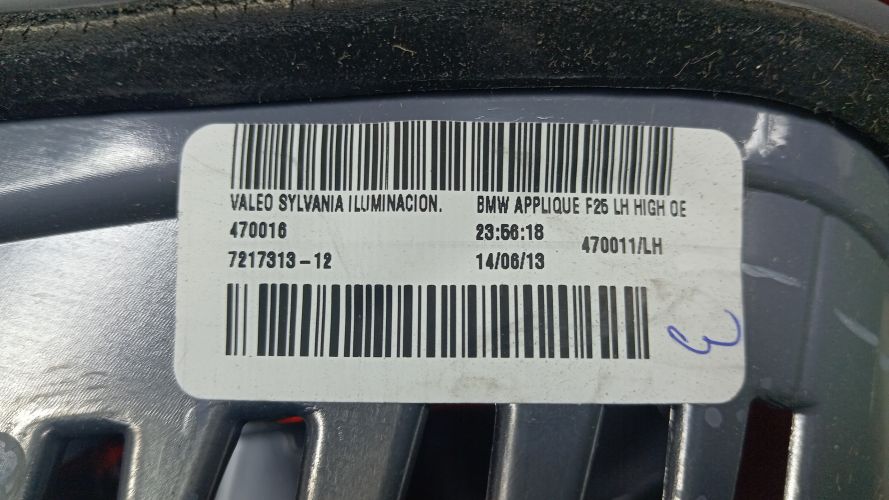 VALEO SYLVANIA ILUMINACION. BMW APPLIQUE F25 LH HIGH OE
470016 23:56:18 470011/LH
7217313-12 14/06/13